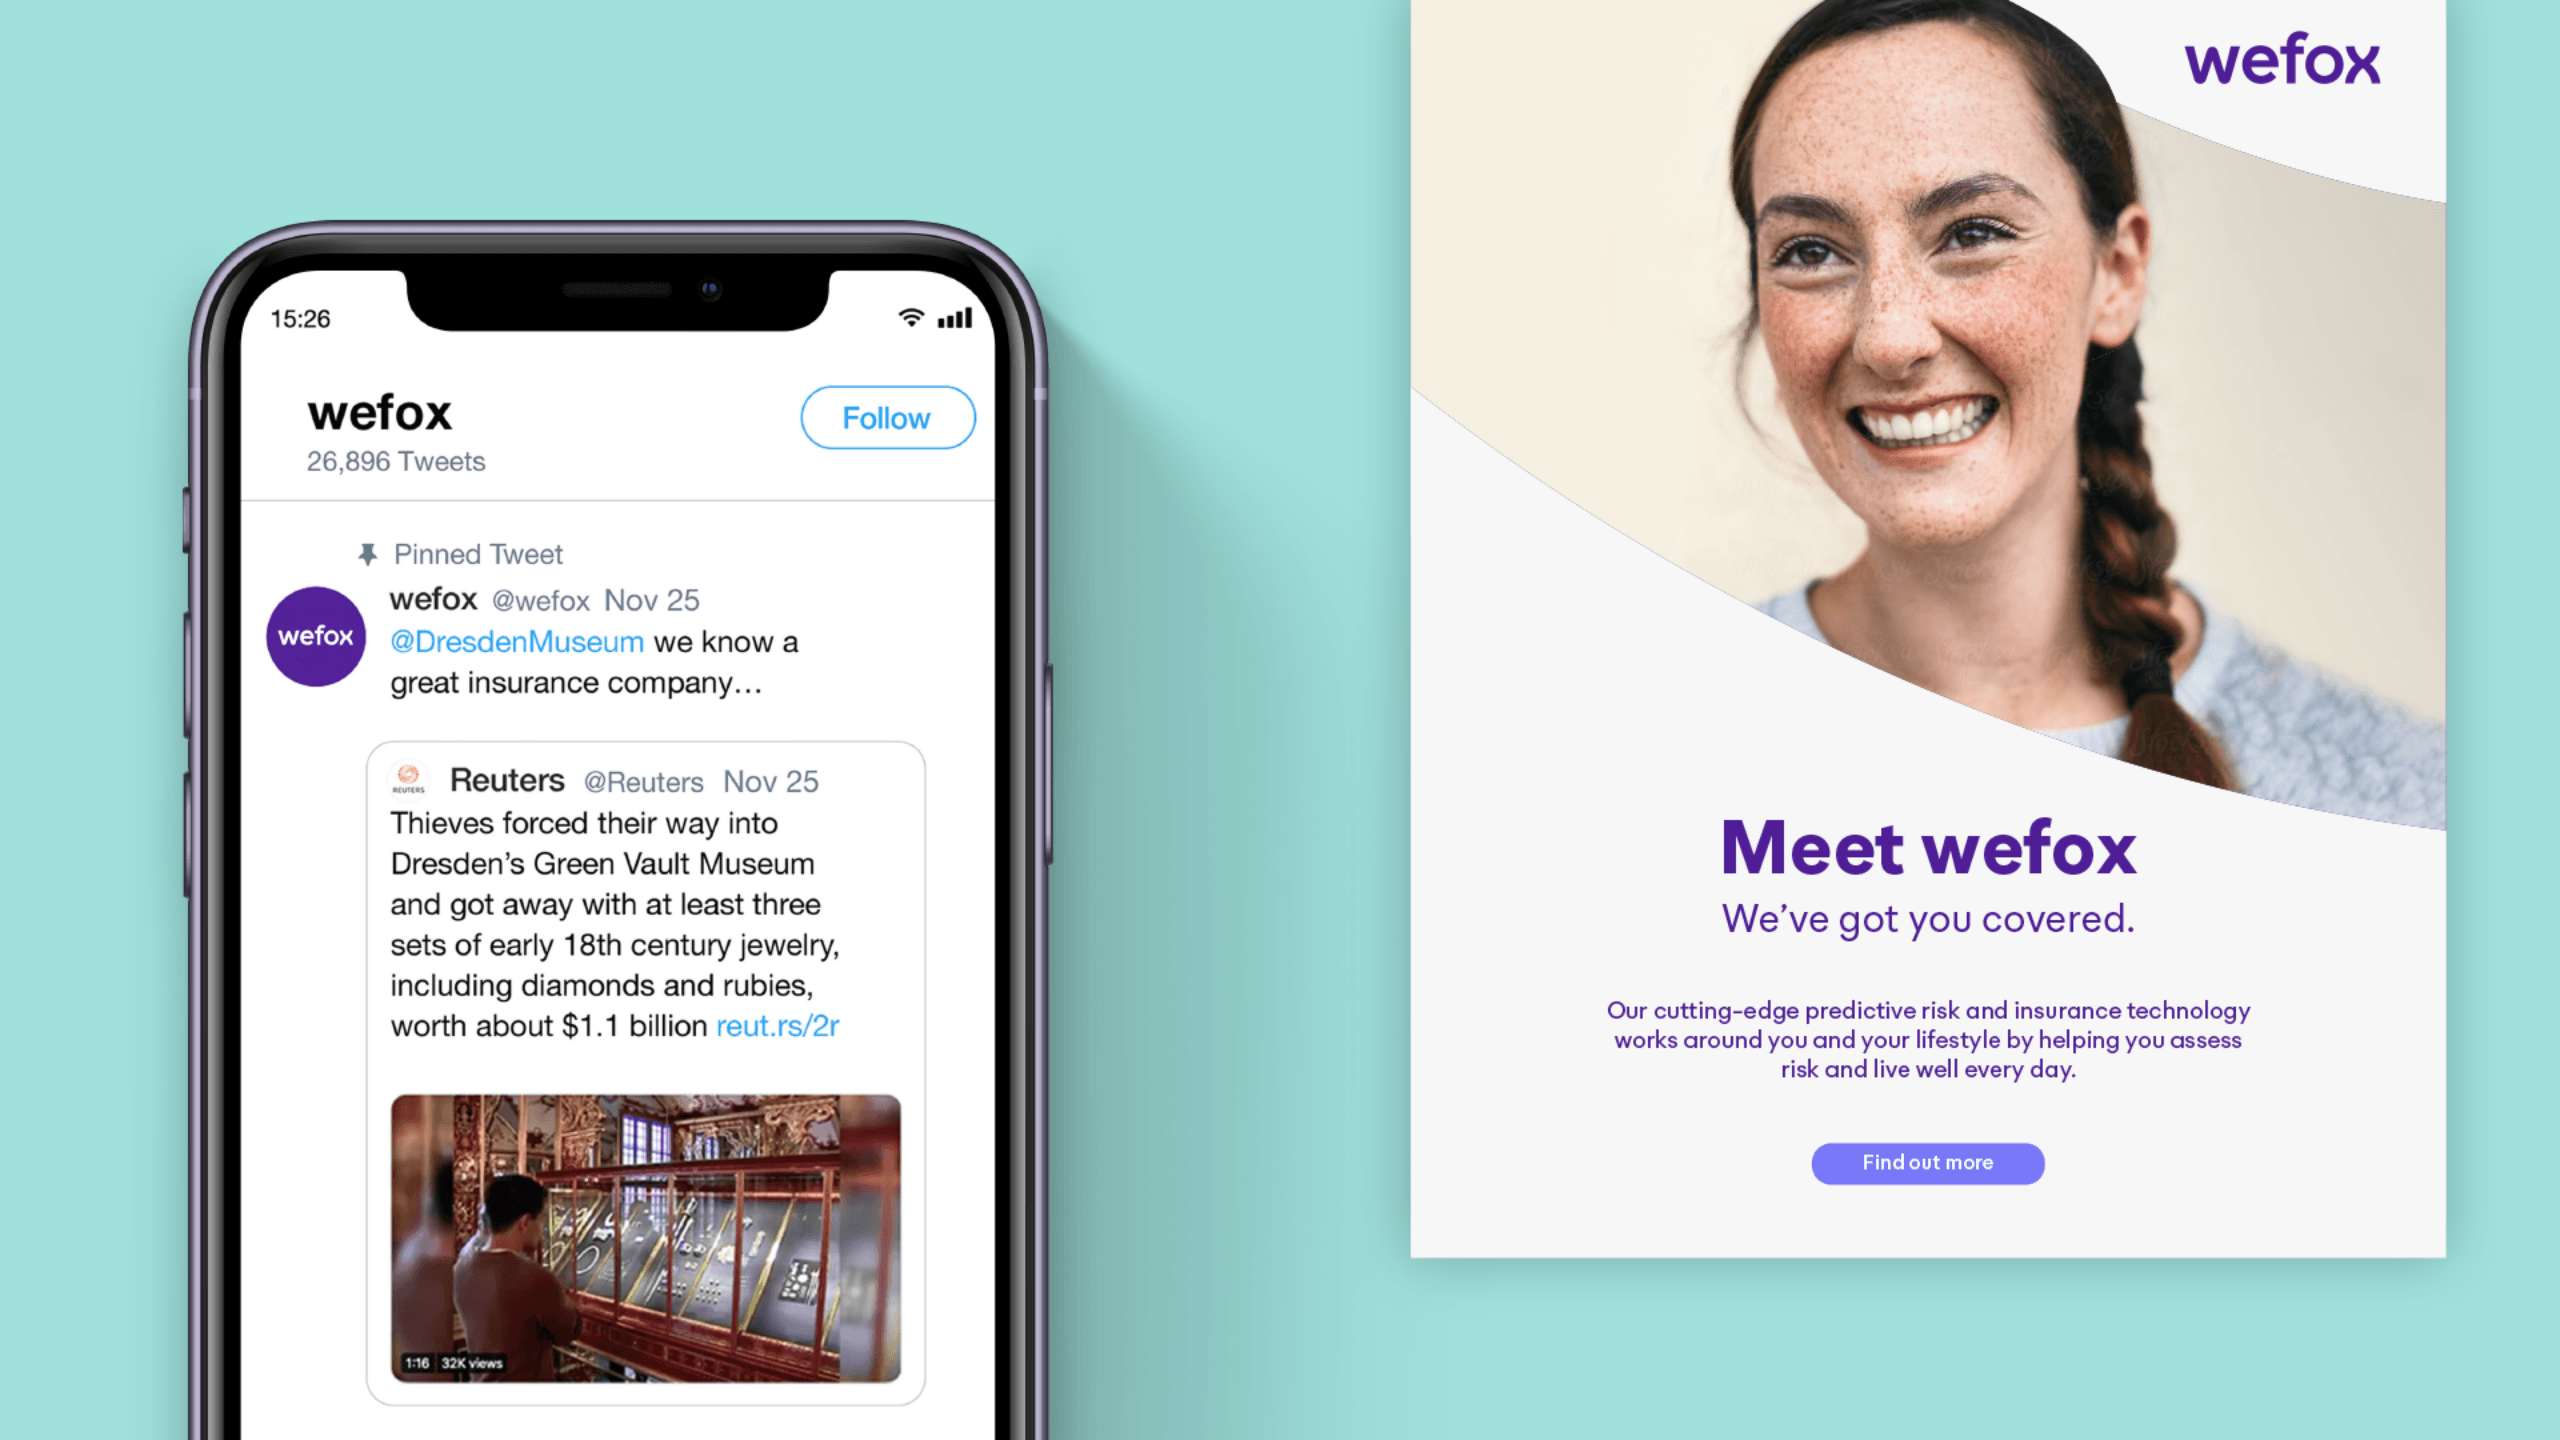 15:26
wefox
Follow
26,896 Tweets
Pinned Tweet
wefox @wefox Nov 25
wefox
@DresdenMuseum we know a
great insurance company...
Reuters @Reuters Nov 25
REUTERS
Thieves forced their way into
Dresden’s Green Vault Museum
and got away with at least three
sets of early 18th century jewelry,
including diamonds and rubies,
worth about $1.1 billion reut.rs/2r
1:16 32K views
wefox
Meet wefox
We’ve got you covered.
Our cutting-edge predictive risk and insurance technology
works around you and your lifestyle by helping you assess
risk and live well every day.
Find out more